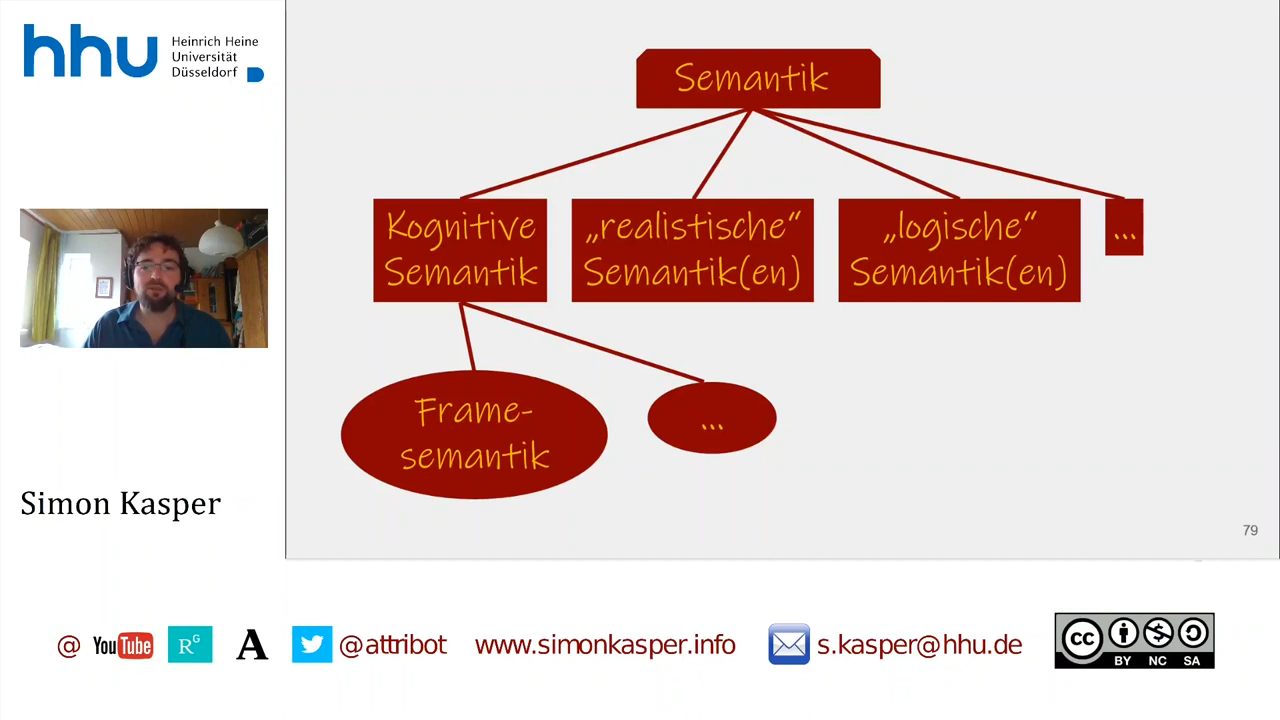 hhu
Heinrich Heine
Universität
Düsseldorf
Semantik
Kognitive
Semantik
„realistische“
Semantik(en)
„logische“
Semantik(en)
...
Frame-
semantik
...
Simon Kasper
79
@ YouTube RG A @attribot www.simonkasper.info s.kasper@hhu.de
cc
BY NC SA